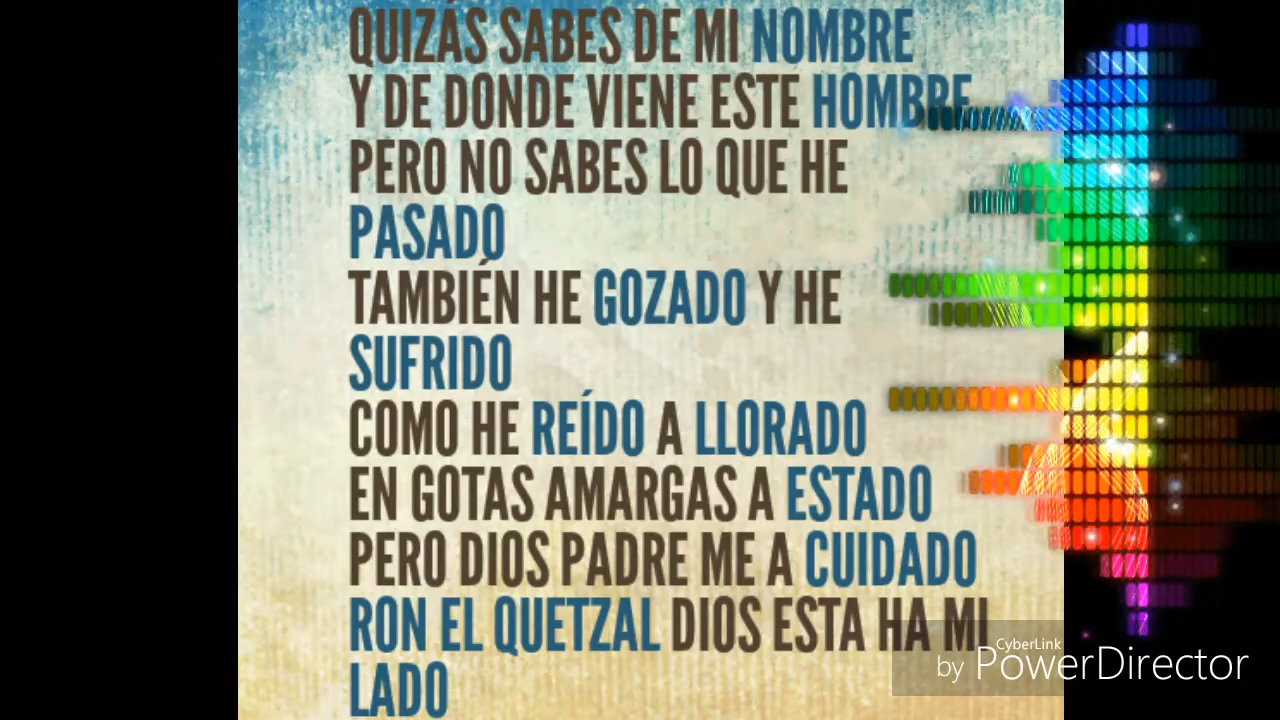 QUIZÁS SABES DE MI NOMBRE
Y DE DONDE VIENE ESTE HOMBRE
PERO NO SABES LO QUE HE
PASADO
TAMBIÉN HE GOZADO Y HE
SUFRIDO
COMO HE REÍDO A LLORADO
EN GOTAS AMARGAS A ESTADO
PERO DIOS PADRE ME A CUIDADO
RON EL QUETZAL DIOS ESTA HA MI
LADO
CyberLink
by PowerDirector